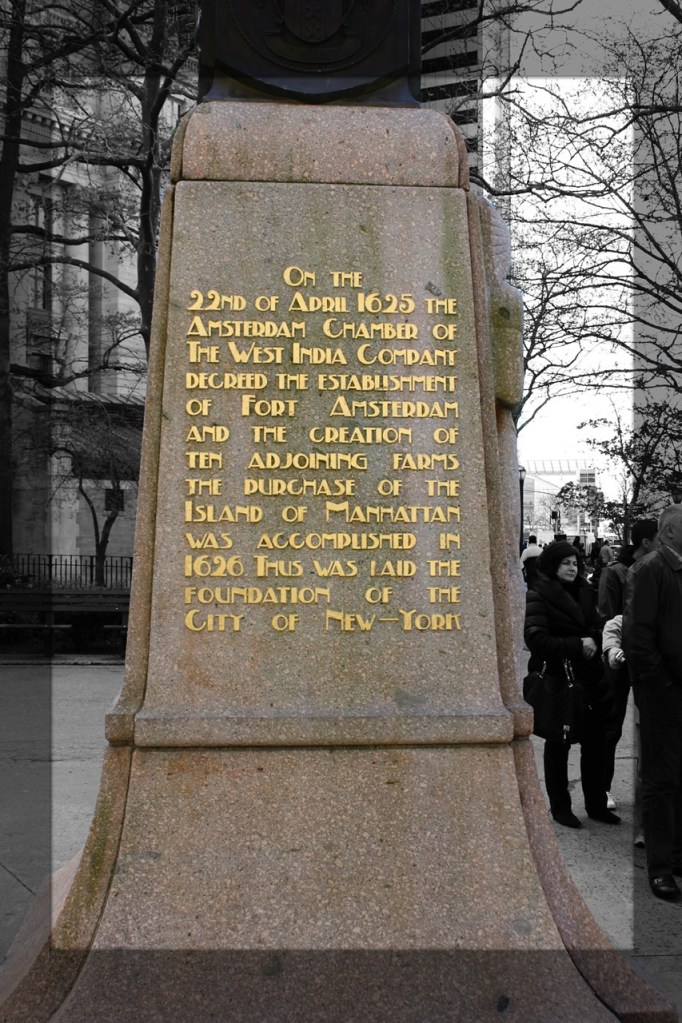 On the
22nd of April 1625 the
Amsterdam Chamber of
The West India Company
decreed the establishment
of Fort Amsterdam
and the creation of
ten adjoining farms
the purchase of the
Island of Manhattan
was accomplished in
1626 Thus was laid the
foundation of the
City of New—York